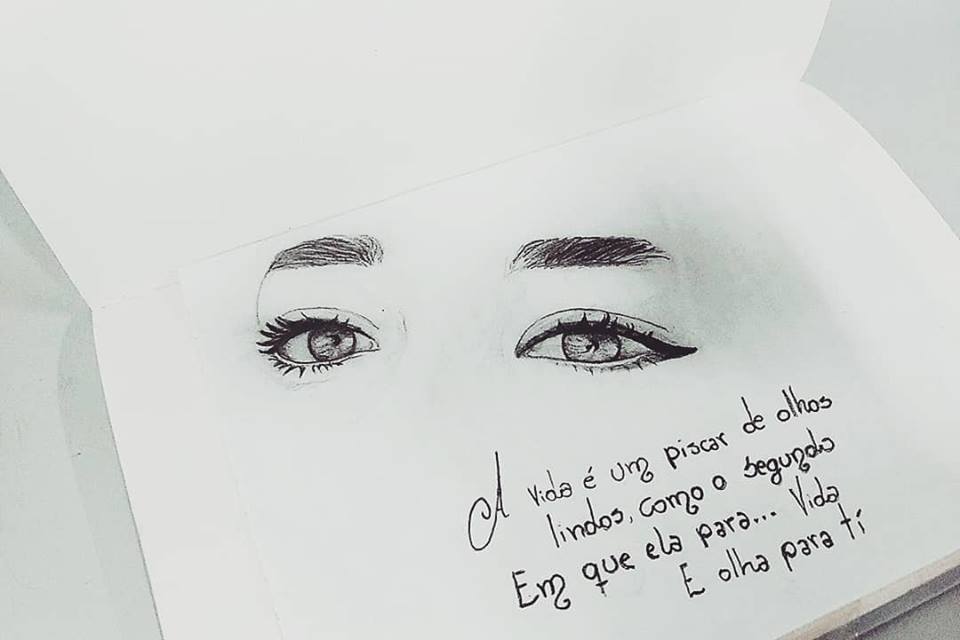 A vida é um piscar de olhos
lindos, como o segundo
Em que ela para... Vida
E olha para tí